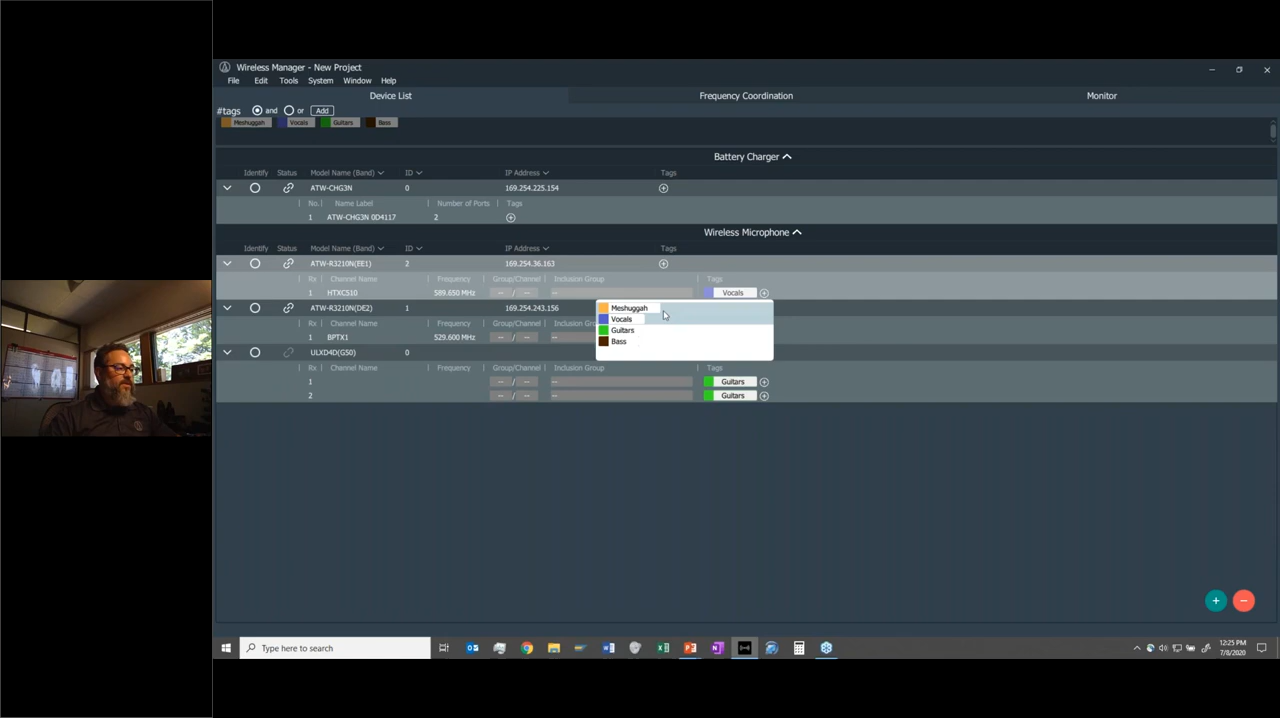 Wireless Manager - New Project
File Edit Tools System Window Help
Device List Frequency Coordination Monitor
#tags and or Add
Meshuggah Vocals Guitars Bass
Battery Charger
Identify Status Model Name (Band) ID IP Address Tags
ATW-CHG3N 0 169.254.225.154
No. Name Label Number of Ports Tags
1 ATW-CHG3N 0D4117 2
Wireless Microphone
Identify Status Model Name (Band) ID IP Address Tags
ATW-R3210N(EE1) 2 169.254.36.163
Rx Channel Name Frequency Group/Channel Inclusion Group Tags
1 HTXC510 589.650 MHz -- / -- -- Vocals
ATW-R3210N(DE2) 1 169.254.243.156
Meshuggah
Vocals
Guitars
Bass
Rx Channel Name Frequency Group/Channel Inclusion
1 BPTX1 529.600 MHz -- / -- --
ULXD4D(G50) 0
Rx Channel Name Frequency Group/Channel Inclusion Group Tags
1 -- / -- -- Guitars
2 -- / -- -- Guitars
Type here to search
12:25 PM
7/8/2020